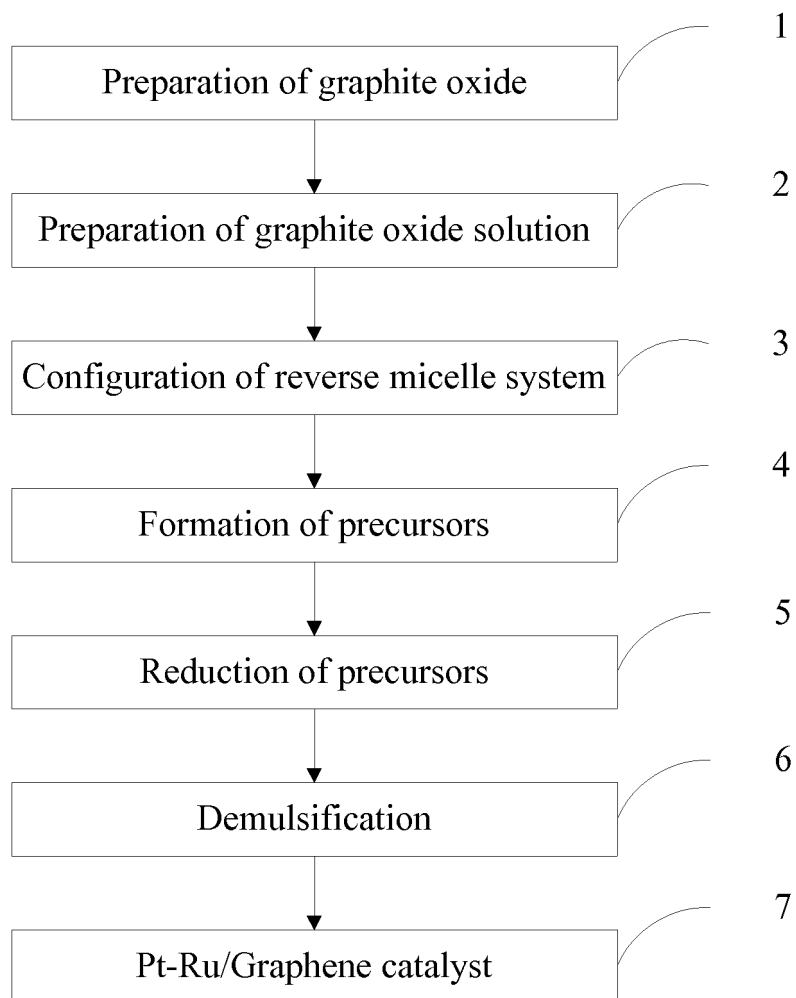 1
Preparation of graphite oxide
2
Preparation of graphite oxide solution
3
Configuration of reverse micelle system
4
Formation of precursors
5
Reduction of precursors
6
Demulsification
7
Pt-Ru/Graphene catalyst